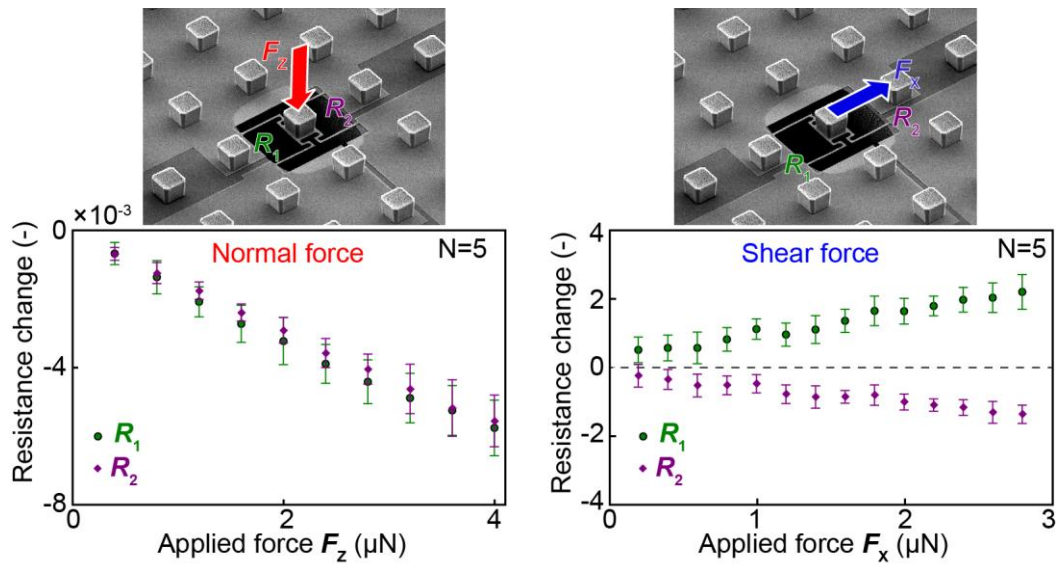 F_z
R_2
R_1
F_x
R_2
R_1
×10^-3
0
-4
-8
Resistance change (-)
Normal force
N=5
R_1
R_2
0
2
4
Applied force F_z (μN)
4
2
0
-2
-4
Resistance change (-)
Shear force
N=5
R_1
R_2
0
1
2
3
Applied force F_x (μN)